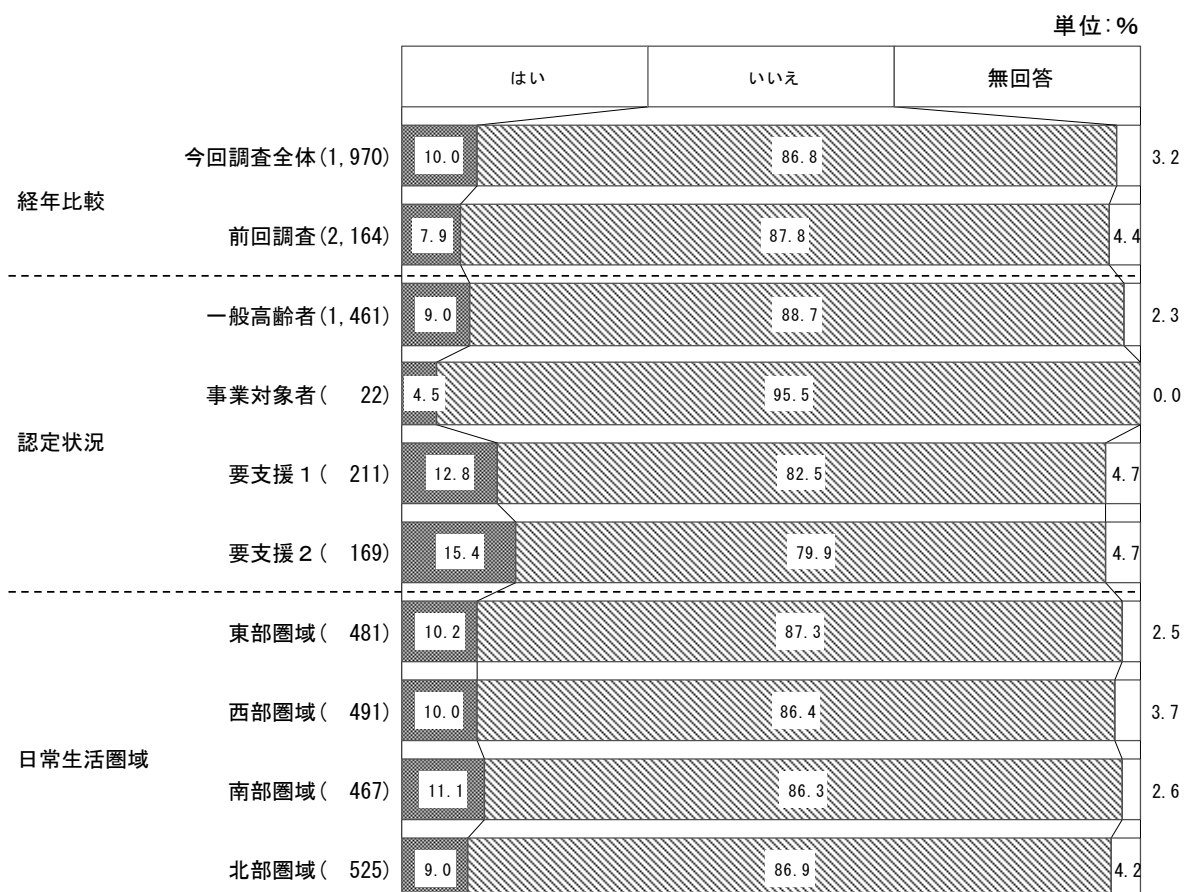 単位：%
はい いいえ 無回答
今回調査全体(1,970) 10.0 86.8 3.2
経年比較
前回調査(2,164) 7.9 87.8 4.4
一般高齢者(1,461) 9.0 88.7 2.3
事業対象者( 22) 4.5 95.5 0.0
認定状況
要支援１( 211) 12.8 82.5 4.7
要支援２( 169) 15.4 79.9 4.7
東部圏域( 481) 10.2 87.3 2.5
西部圏域( 491) 10.0 86.4 3.7
日常生活圏域
南部圏域( 467) 11.1 86.3 2.6
北部圏域( 525) 9.0 86.9 4.2